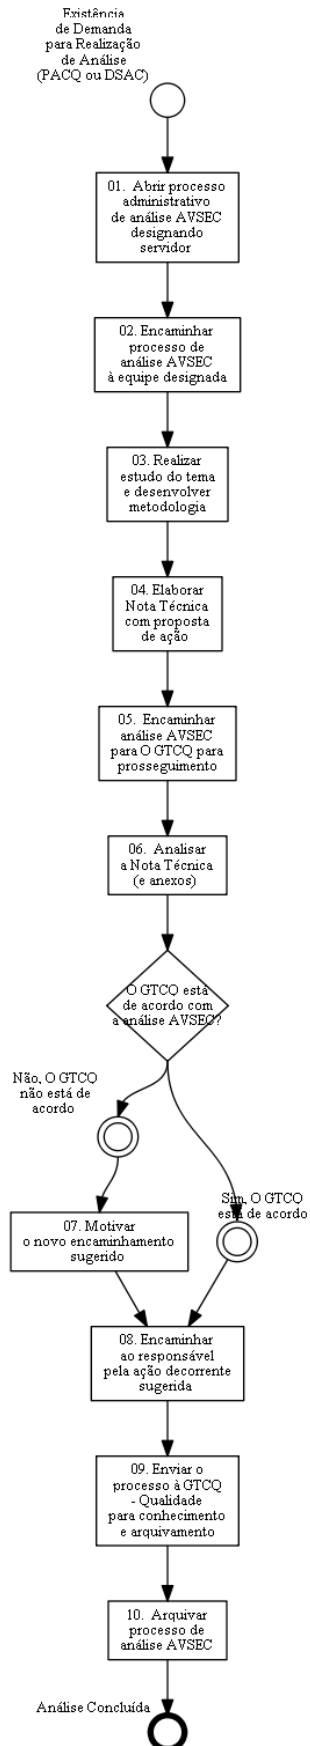 Existência
de Demanda
para Realização
de Análise
(PACQ ou DSAC)
01. Abrir processo
administrativo
de análise AVSEC
designando
servidor
02. Encaminhar
processo de
análise AVSEC
à equipe designada
03. Realizar
estudo do tema
e desenvolver
metodologia
04. Elaborar
Nota Técnica
com proposta
de ação
05. Encaminhar
análise AVSEC
para O GTCQ para
prosseguimento
06. Analisar
a Nota Técnica
(e anexos)
O GTCQ está
de acordo com
a análise AVSEC?
Não, O GTCQ
não está de
acordo
Sim, O GTCQ
está de acordo
07. Motivar
o novo encaminhamento
sugerido
08. Encaminhar
ao responsável
pela ação decorrente
sugerida
09. Enviar o
processo à GTCQ
- Qualidade
para conhecimento
e arquivamento
10. Arquivar
processo de
análise AVSEC
Análise Concluída